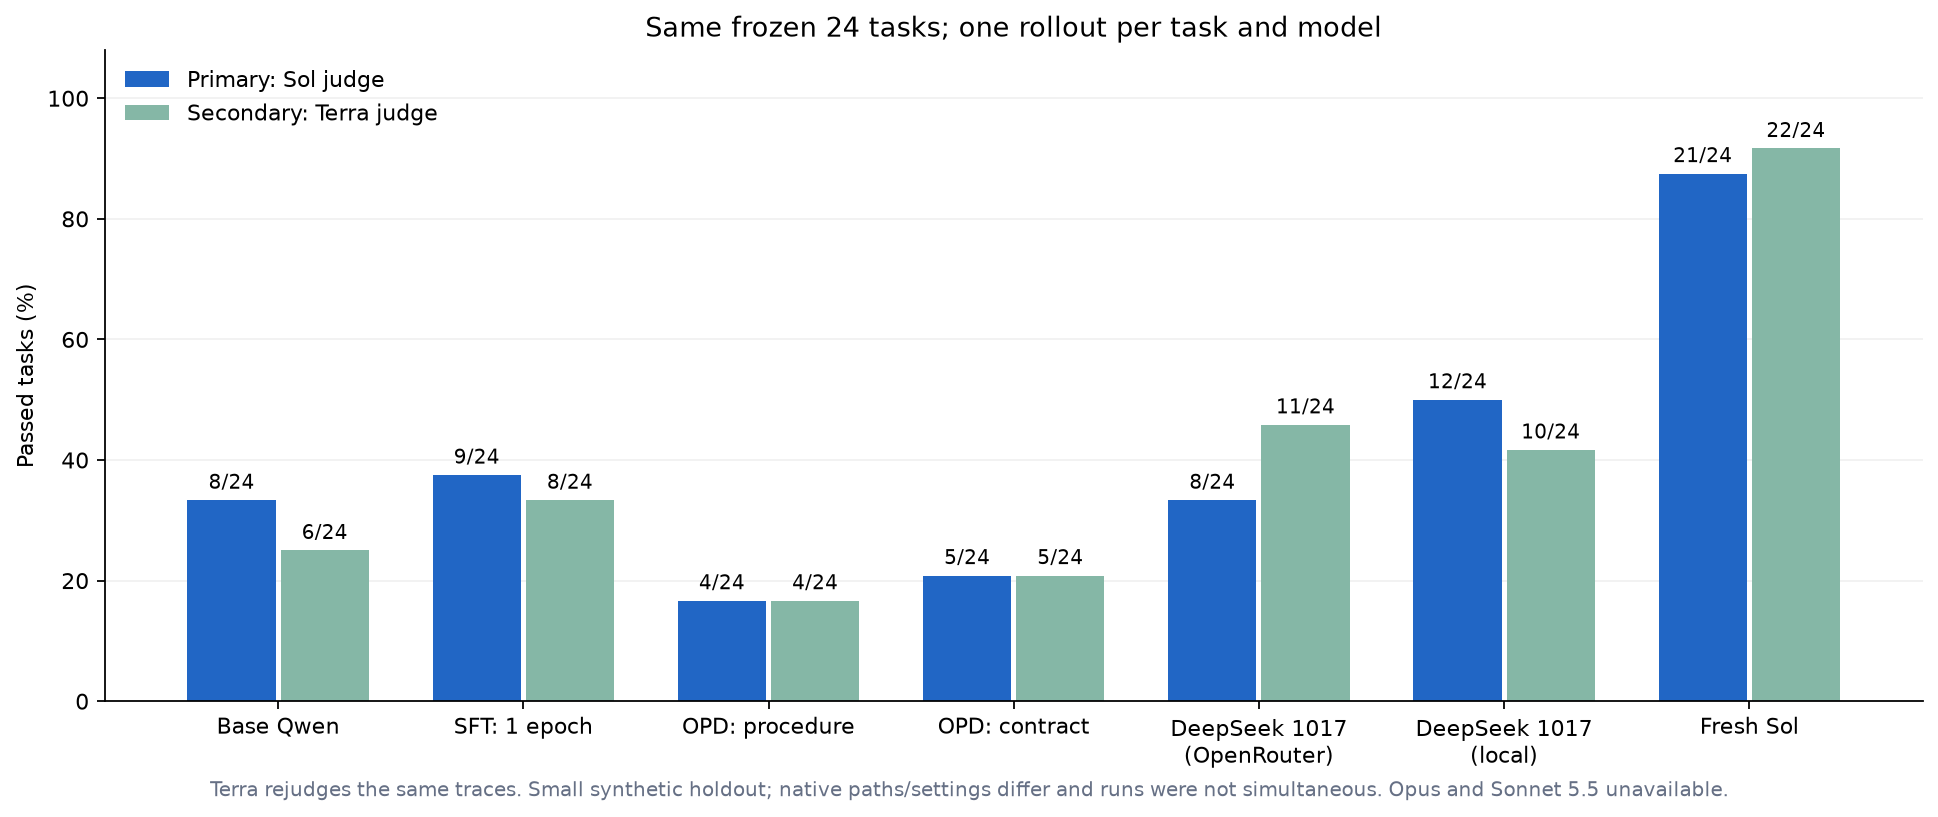 Same frozen 24 tasks; one rollout per task and model
Primary: Sol judge
Secondary: Terra judge
Passed tasks (%)
100
80
60
40
20
0
8/24
6/24
9/24
8/24
4/24
4/24
5/24
5/24
8/24
11/24
12/24
10/24
21/24
22/24
Base Qwen
SFT: 1 epoch
OPD: procedure
OPD: contract
DeepSeek 1017
(OpenRouter)
DeepSeek 1017
(local)
Fresh Sol
Terra rejudges the same traces. Small synthetic holdout; native paths/settings differ and runs were not simultaneous. Opus and Sonnet 5.5 unavailable.